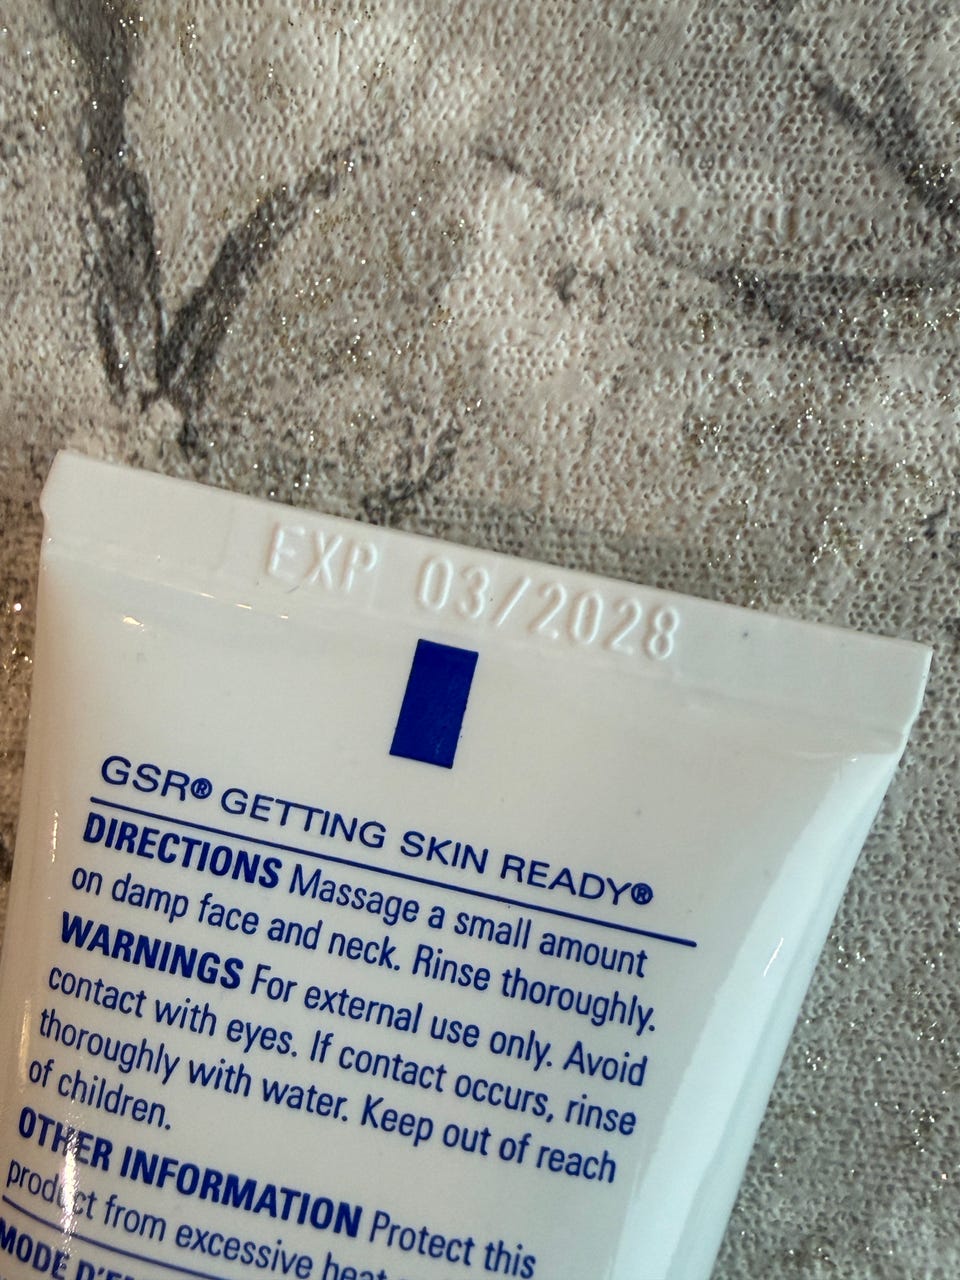 EXP 03/2028
GSR® GETTING SKIN READY®
DIRECTIONS Massage a small amount
on damp face and neck. Rinse thoroughly.
WARNINGS For external use only. Avoid
contact with eyes. If contact occurs, rinse
thoroughly with water. Keep out of reach
of children.
OTHER INFORMATION Protect this
product from excessive heat
MODE